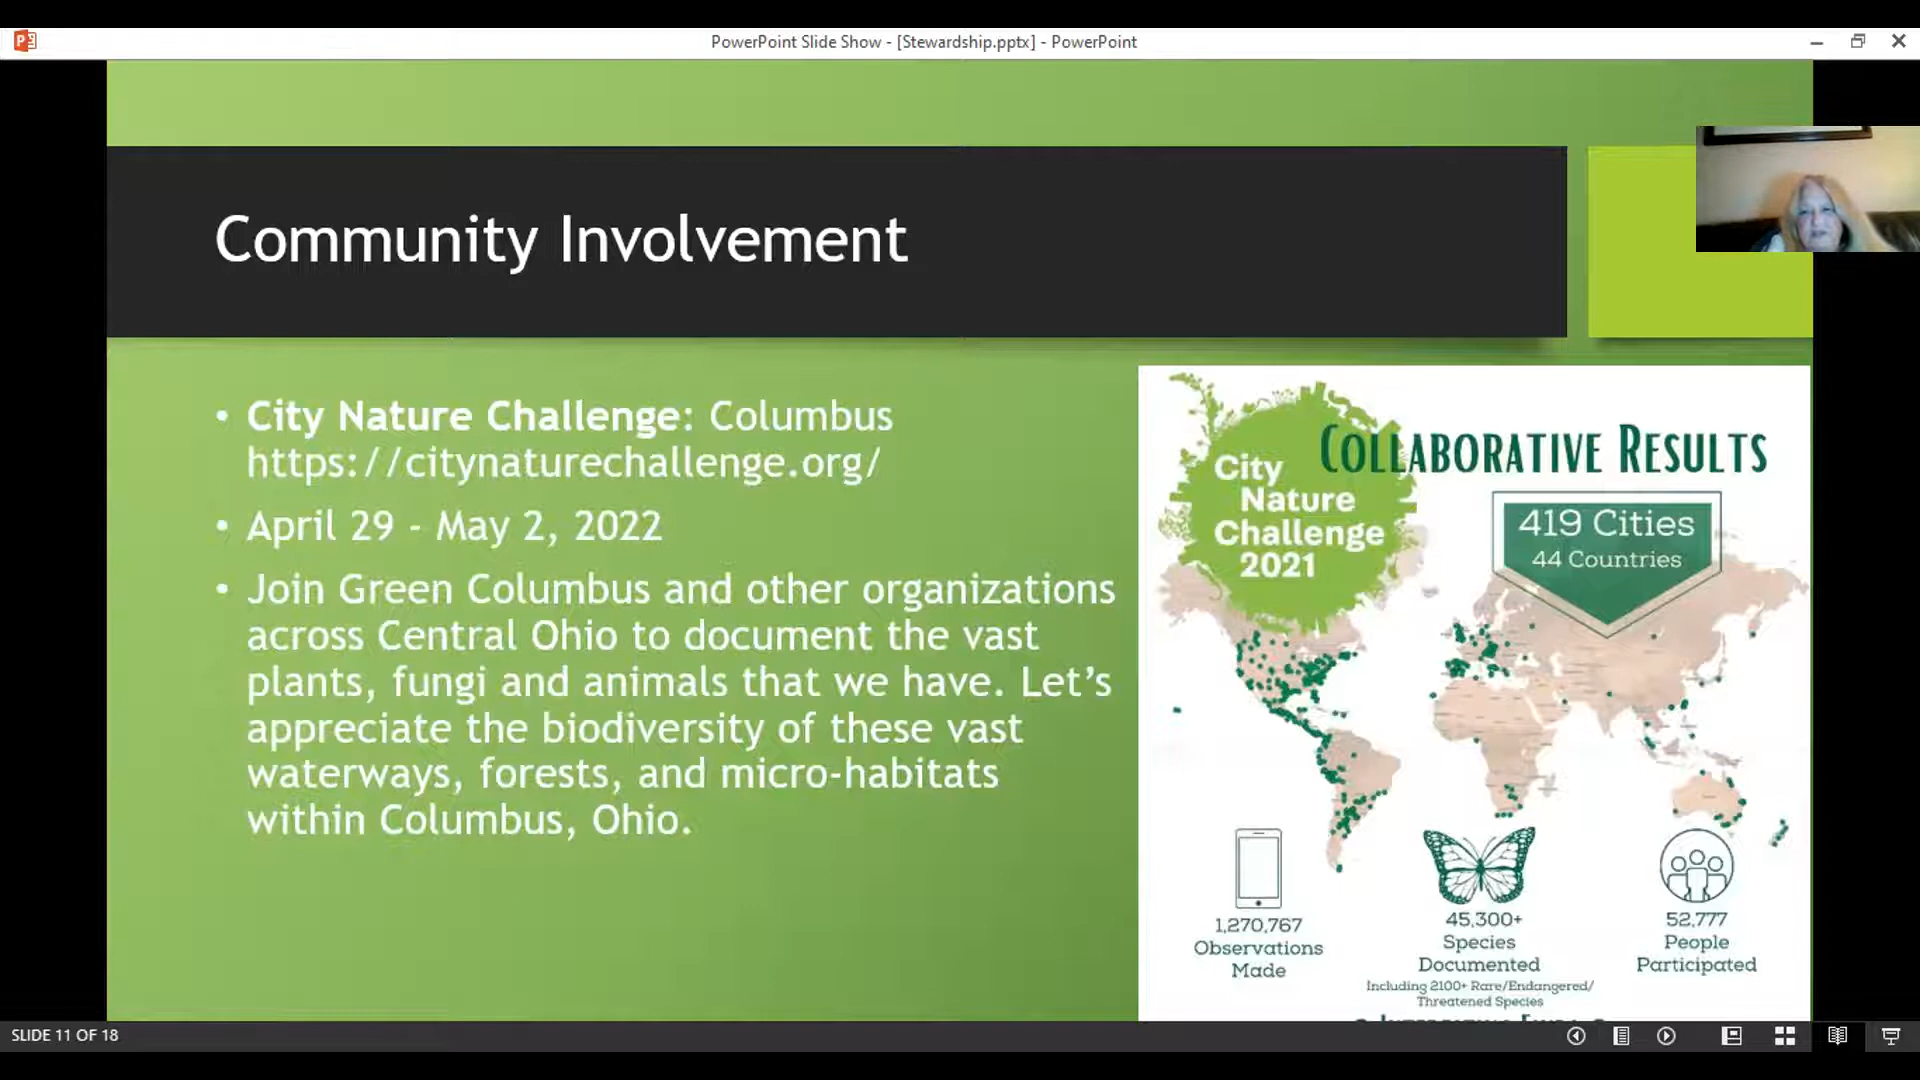 PowerPoint Slide Show - [Stewardship.pptx] - PowerPoint
Community Involvement
• City Nature Challenge: Columbus
https://citynaturechallenge.org/
• April 29 - May 2, 2022
• Join Green Columbus and other organizations
across Central Ohio to document the vast
plants, fungi and animals that we have. Let’s
appreciate the biodiversity of these vast
waterways, forests, and micro-habitats
within Columbus, Ohio.
COLLABORATIVE RESULTS
City
Nature
Challenge
2021
419 Cities
44 Countries
1,270,767
Observations
Made
45,300+
Species
Documented
Including 2100+ Rare/Endangered/
Threatened Species
52,777
People
Participated
SLIDE 11 OF 18